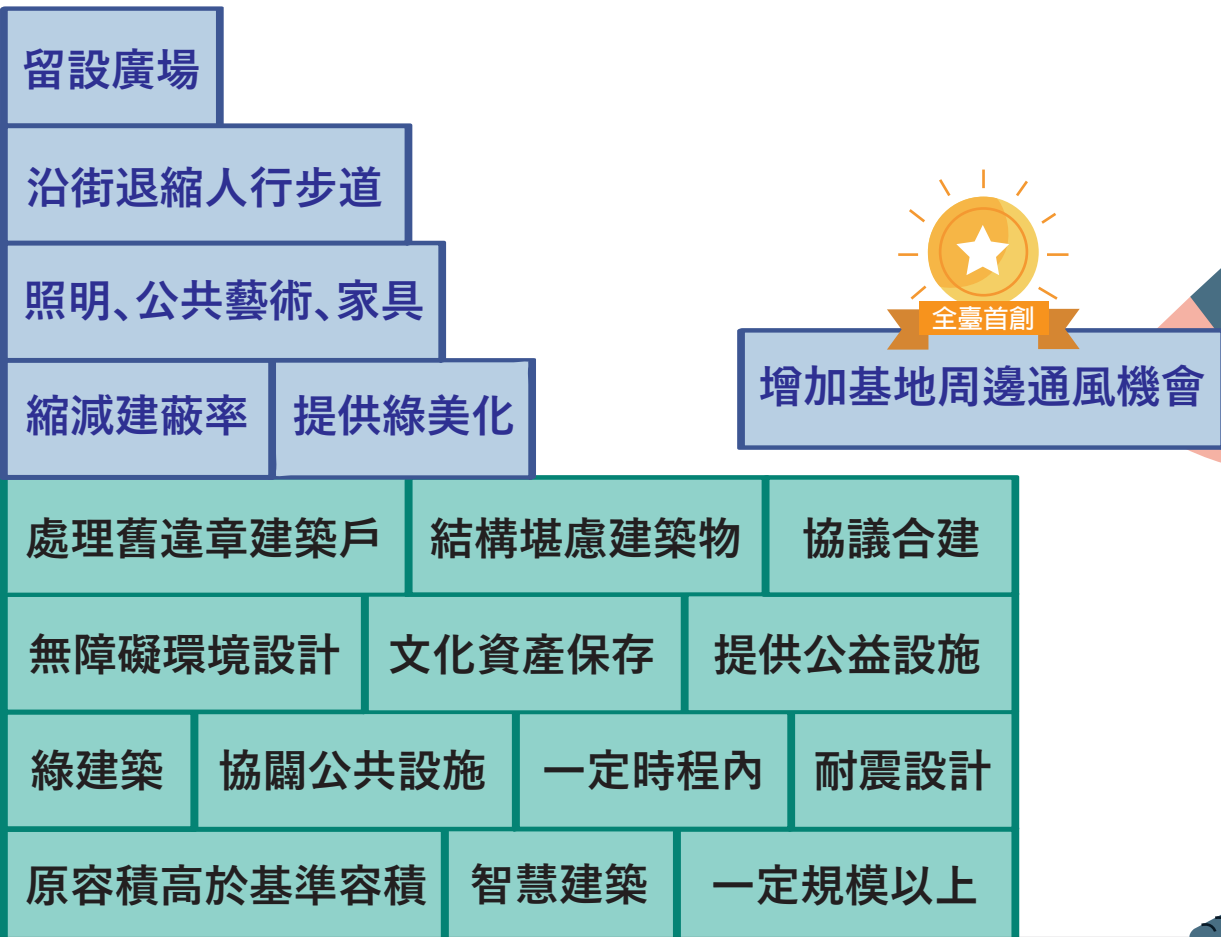 留設廣場
沿街退縮人行步道
照明、公共藝術、家具
全臺首創
增加基地周邊通風機會
縮減建蔽率
提供綠美化
處理舊違章建築戶
結構堪慮建築物
協議合建
無障礙環境設計
文化資產保存
提供公益設施
綠建築
協闢公共設施
一定時程內
耐震設計
原容積高於基準容積
智慧建築
一定規模以上